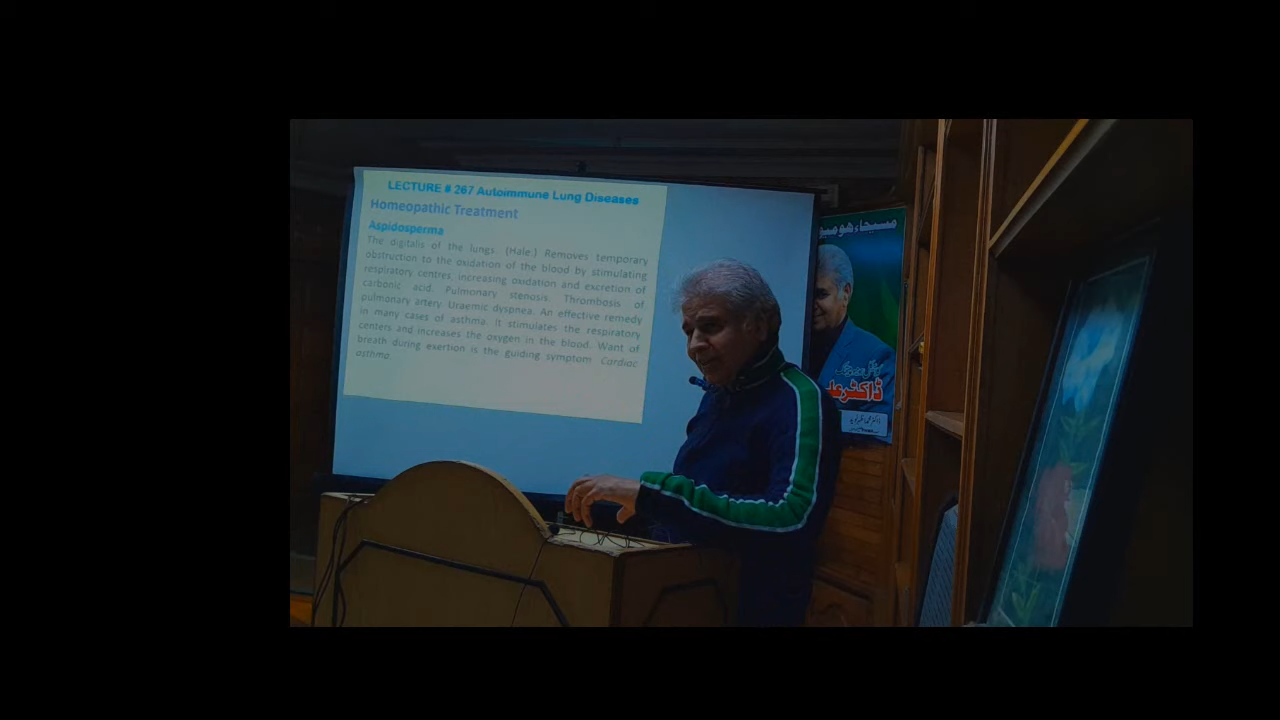 LECTURE # 267 Autoimmune Lung Diseases
Homeopathic Treatment
Aspidosperma
The digitalis of the lungs. (Hale.) Removes temporary
obstruction to the oxidation of the blood by stimulating
respiratory centres, increasing oxidation and excretion of
carbonic acid. Pulmonary stenosis. Thrombosis of
pulmonary artery. Uraemic dyspnea. An effective remedy
in many cases of asthma. It stimulates the respiratory
centers and increases the oxygen in the blood. Want of
breath during exertion is the guiding symptom. Cardiac
asthma.
مسیحاء ھومیو
ڈاکٹر